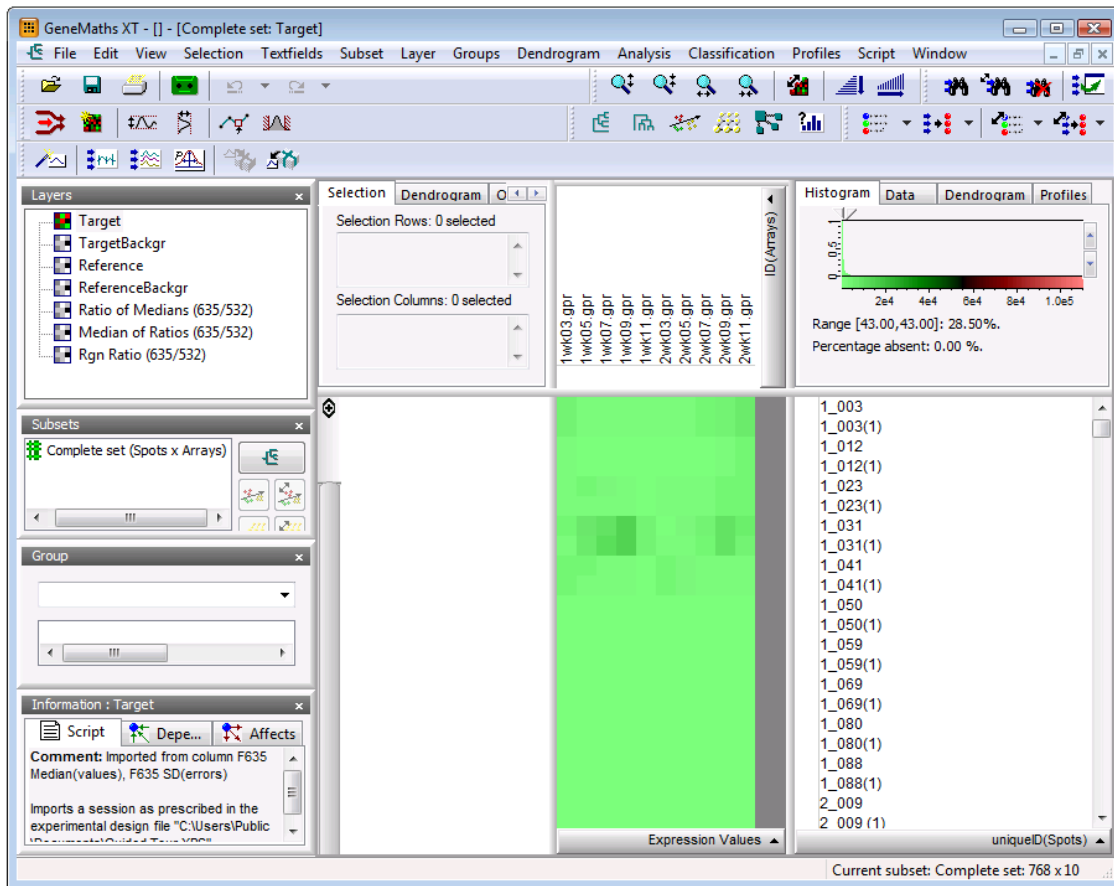 GeneMaths XT - [] - [Complete set: Target]
File Edit View Selection Textfields Subset Layer Groups Dendrogram Analysis Classification Profiles Script Window
Layers
Target
TargetBackgr
Reference
ReferenceBackgr
Ratio of Medians (635/532)
Median of Ratios (635/532)
Rgn Ratio (635/532)
Subsets
Complete set (Spots x Arrays)
Group
Information : Target
Script Depe... Affects
Comment: Imported from column F635
Median(values), F635 SD(errors)
Imports a session as prescribed in the
experimental design file "C:\Users\Public
Selection Dendrogram
Selection Rows: 0 selected
Selection Columns: 0 selected
1wk03.gpr
1wk05.gpr
1wk07.gpr
1wk09.gpr
1wk11.gpr
2wk03.gpr
2wk05.gpr
2wk07.gpr
2wk09.gpr
2wk11.gpr
ID(Arrays)
Histogram Data Dendrogram Profiles
1
0.5
0
2e4 4e4 6e4 8e4 1.0e5
Range [43.00,43.00]: 28.50%.
Percentage absent: 0.00 %.
1_003
1_003(1)
1_012
1_012(1)
1_023
1_023(1)
1_031
1_031(1)
1_041
1_041(1)
1_050
1_050(1)
1_059
1_059(1)
1_069
1_069(1)
1_080
1_080(1)
1_088
1_088(1)
2_009
2_009 (1)
Expression Values
uniqueID(Spots)
Current subset: Complete set: 768 x 10